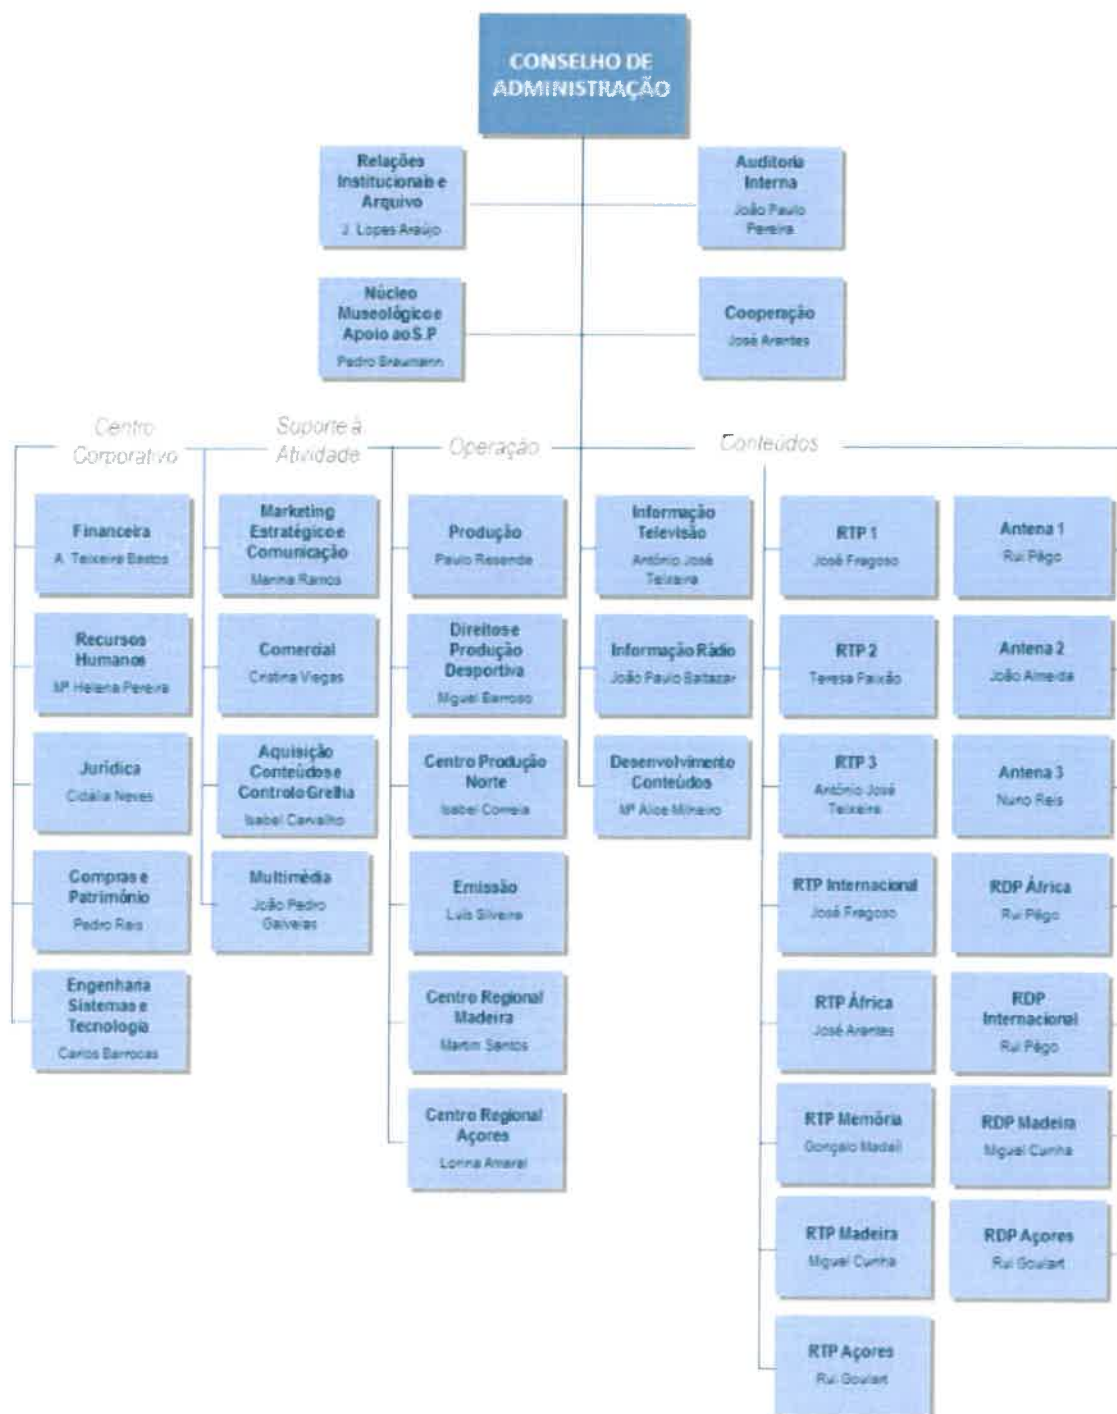 CONSELHO DE
ADMINISTRAÇÃO
Relações
Institucionais e
Arquivo
J. Lopes Araújo
Auditoria
Interna
João Paulo
Pereira
Núcleo
Museológico e
Apoio ao S.P
Pedro Braumann
Cooperação
José Arantes
Centro
Corporativo
Suporte à
Atividade
Operação
Conteúdos
Financeira
A. Teixeira Bastos
Recursos
Humanos
Mª Helena Pereira
Jurídica
Cidália Neves
Compras e
Património
Pedro Reis
Engenharia
Sistemas e
Tecnologia
Carlos Barrocas
Marketing
Estratégico e
Comunicação
Marina Ramos
Comercial
Cristina Viegas
Aquisição
Conteúdos e
Controlo Grelha
Isabel Carvalho
Multimédia
João Pedro
Galveias
Produção
Paulo Resende
Direitos e
Produção
Desportiva
Miguel Barroso
Centro Produção
Norte
Isabel Correia
Emissão
Luis Silveira
Centro Regional
Madeira
Martim Santos
Centro Regional
Açores
Lorina Amaral
Informação
Televisão
António José
Teixeira
Informação Rádio
João Paulo Baltazar
Desenvolvimento
Conteúdos
Mª Alice Milheiro
RTP 1
José Fragoso
RTP 2
Teresa Paixão
RTP 3
António José
Teixeira
RTP Internacional
José Fragoso
RTP África
José Arantes
RTP Memória
Gonçalo Madaíl
RTP Madeira
Miguel Cunha
RTP Açores
Rui Goulart
Antena 1
Rui Pêgo
Antena 2
João Almeida
Antena 3
Nuno Reis
RDP África
Rui Pêgo
RDP
Internacional
Rui Pêgo
RDP Madeira
Miguel Cunha
RDP Açores
Rui Goulart